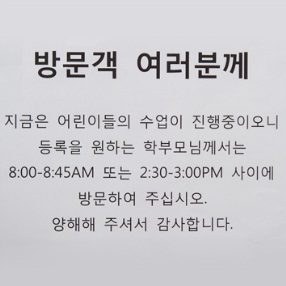 방문객 여러분께
지금은 어린이들의 수업이 진행중이오니
등록을 원하는 학부모님께서는
8:00-8:45AM 또는 2:30-3:00PM 사이에
방문하여 주십시오.
양해해 주셔서 감사합니다.